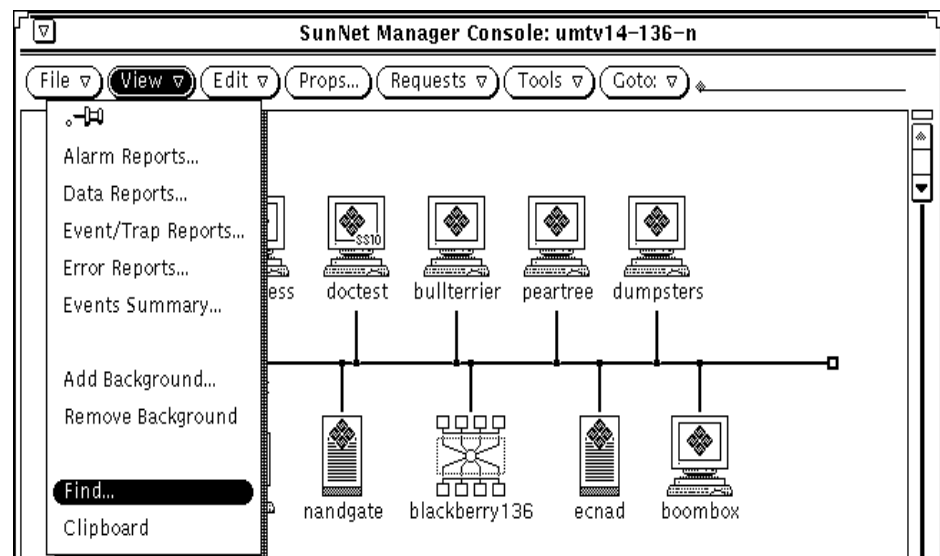 SunNet Manager Console: umtv14-136-n
File View Edit Props... Requests Tools Goto:
Alarm Reports...
Data Reports...
Event/Trap Reports...
Error Reports...
Events Summary...
Add Background...
Remove Background
Find...
Clipboard
SS10
ess doctest bullterrier peartree dumpsters
nandgate blackberry136 ecnad boombox